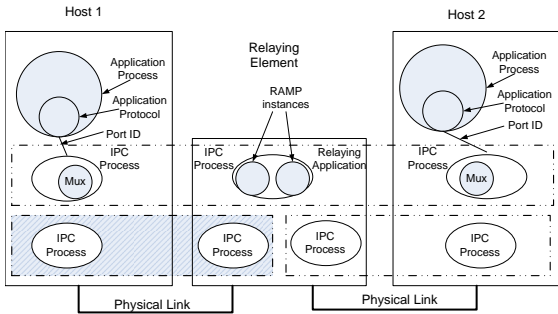 Host 1
Host 2
Relaying
Element
Application
Process
Application
Protocol
Port ID
RAMP
instances
Application
Process
Application
Protocol
Port ID
IPC
Process
Mux
IPC
Process
Relaying
Application
IPC
Process
Mux
IPC
Process
IPC
Process
IPC
Process
IPC
Process
Physical Link
Physical Link